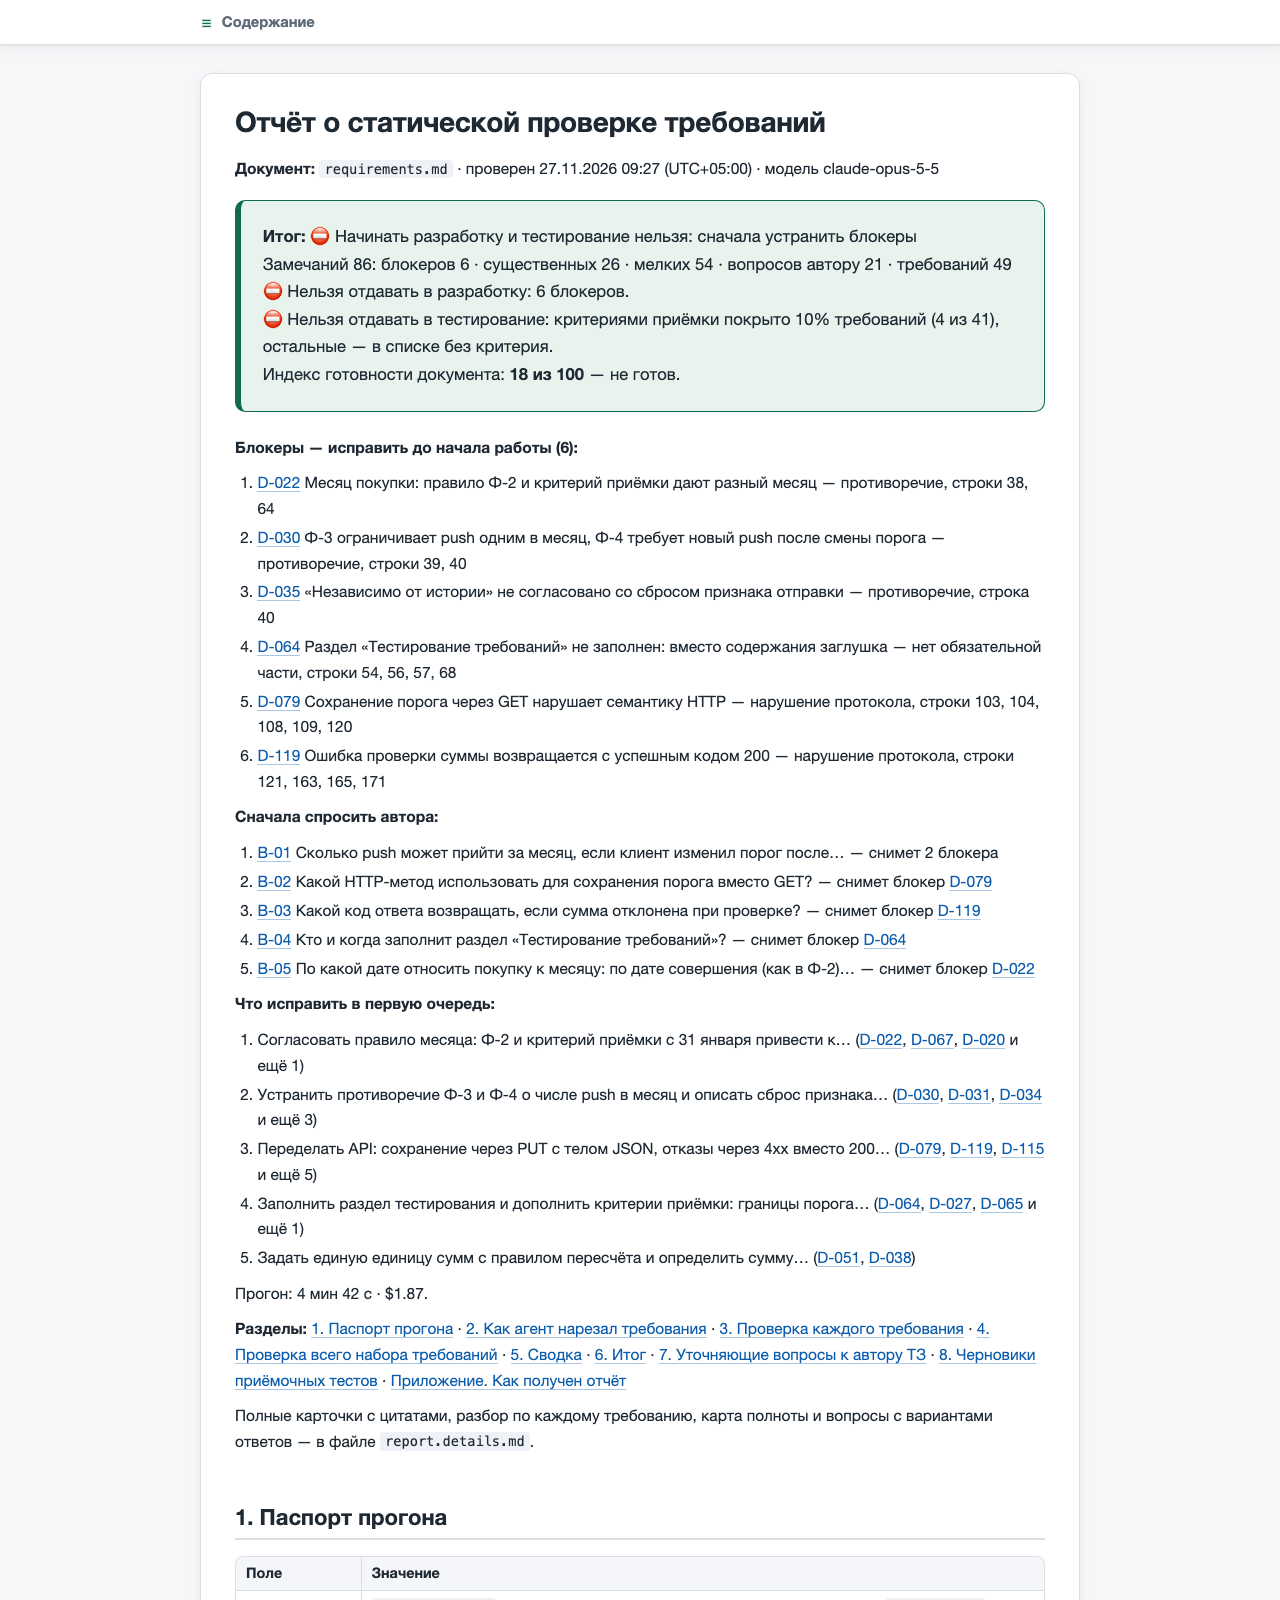 ≡ Содержание
Отчёт о статической проверке требований
Документ: requirements.md · проверен 27.11.2026 09:27 (UTC+05:00) · модель claude-opus-5-5
Итог: ⛔ Начинать разработку и тестирование нельзя: сначала устранить блокеры
Замечаний 86: блокеров 6 · существенных 26 · мелких 54 · вопросов автору 21 · требований 49
⛔ Нельзя отдавать в разработку: 6 блокеров.
⛔ Нельзя отдавать в тестирование: критериями приёмки покрыто 10% требований (4 из 41),
остальные — в списке без критерия.
Индекс готовности документа: 18 из 100 — не готов.
Блокеры — исправить до начала работы (6):
1. D-022 Месяц покупки: правило Ф-2 и критерий приёмки дают разный месяц — противоречие, строки 38,
64
2. D-030 Ф-3 ограничивает push одним в месяц, Ф-4 требует новый push после смены порога —
противоречие, строки 39, 40
3. D-035 «Независимо от истории» не согласовано со сбросом признака отправки — противоречие, строка
40
4. D-064 Раздел «Тестирование требований» не заполнен: вместо содержания заглушка — нет обязательной
части, строки 54, 56, 57, 68
5. D-079 Сохранение порога через GET нарушает семантику HTTP — нарушение протокола, строки 103, 104,
108, 109, 120
6. D-119 Ошибка проверки суммы возвращается с успешным кодом 200 — нарушение протокола, строки
121, 163, 165, 171
Сначала спросить автора:
1. B-01 Сколько push может прийти за месяц, если клиент изменил порог после… — снимет 2 блокера
2. B-02 Какой HTTP-метод использовать для сохранения порога вместо GET? — снимет блокер D-079
3. B-03 Какой код ответа возвращать, если сумма отклонена при проверке? — снимет блокер D-119
4. B-04 Кто и когда заполнит раздел «Тестирование требований»? — снимет блокер D-064
5. B-05 По какой дате относить покупку к месяцу: по дате совершения (как в Ф-2)… — снимет блокер D-022
Что исправить в первую очередь:
1. Согласовать правило месяца: Ф-2 и критерий приёмки с 31 января привести к… (D-022, D-067, D-020 и
ещё 1)
2. Устранить противоречие Ф-3 и Ф-4 о числе push в месяц и описать сброс признака… (D-030, D-031, D-034
и ещё 3)
3. Переделать API: сохранение через PUT с телом JSON, отказы через 4xx вместо 200… (D-079, D-119, D-115
и ещё 5)
4. Заполнить раздел тестирования и дополнить критерии приёмки: границы порога… (D-064, D-027, D-065 и
ещё 1)
5. Задать единую единицу сумм с правилом пересчёта и определить сумму… (D-051, D-038)
Прогон: 4 мин 42 с · $1.87.
Разделы: 1. Паспорт прогона · 2. Как агент нарезал требования · 3. Проверка каждого требования · 4.
Проверка всего набора требований · 5. Сводка · 6. Итог · 7. Уточняющие вопросы к автору ТЗ · 8. Черновики
приёмочных тестов · Приложение. Как получен отчёт
Полные карточки с цитатами, разбор по каждому требованию, карта полноты и вопросы с вариантами
ответов — в файле report.details.md.
1. Паспорт прогона
Поле Значение